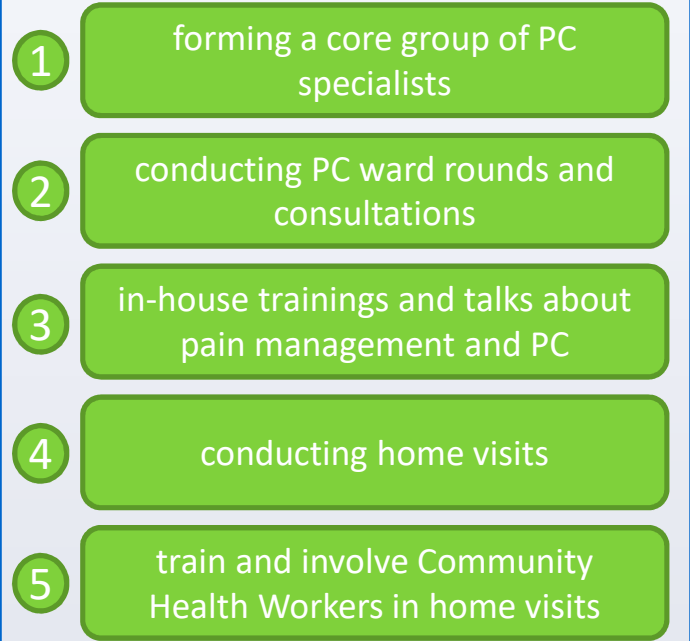 1
forming a core group of PC
specialists
2
conducting PC ward rounds and
consultations
3
in-house trainings and talks about
pain management and PC
4
conducting home visits
5
train and involve Community
Health Workers in home visits